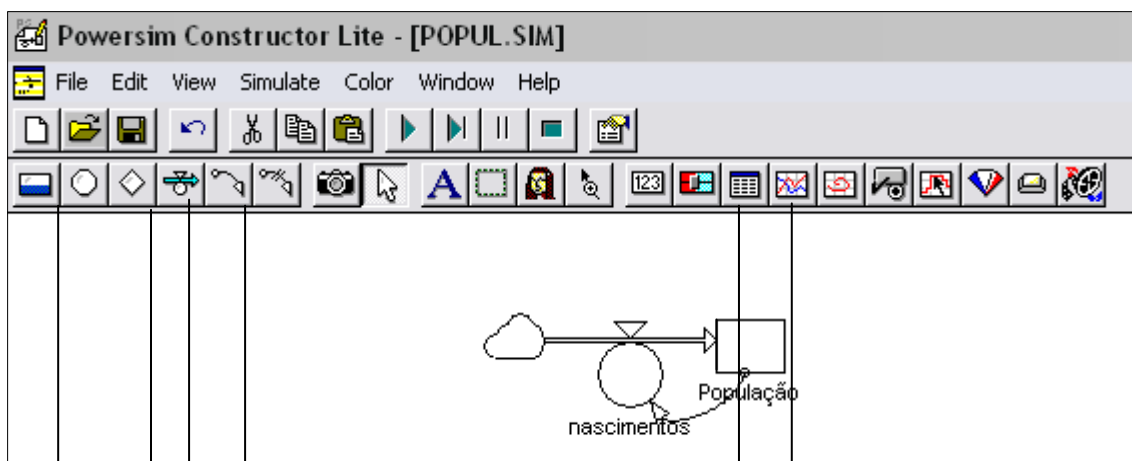 Powersim Constructor Lite - [POPUL.SIM]
File Edit View Simulate Color Window Help
A 123
População
nascimentos